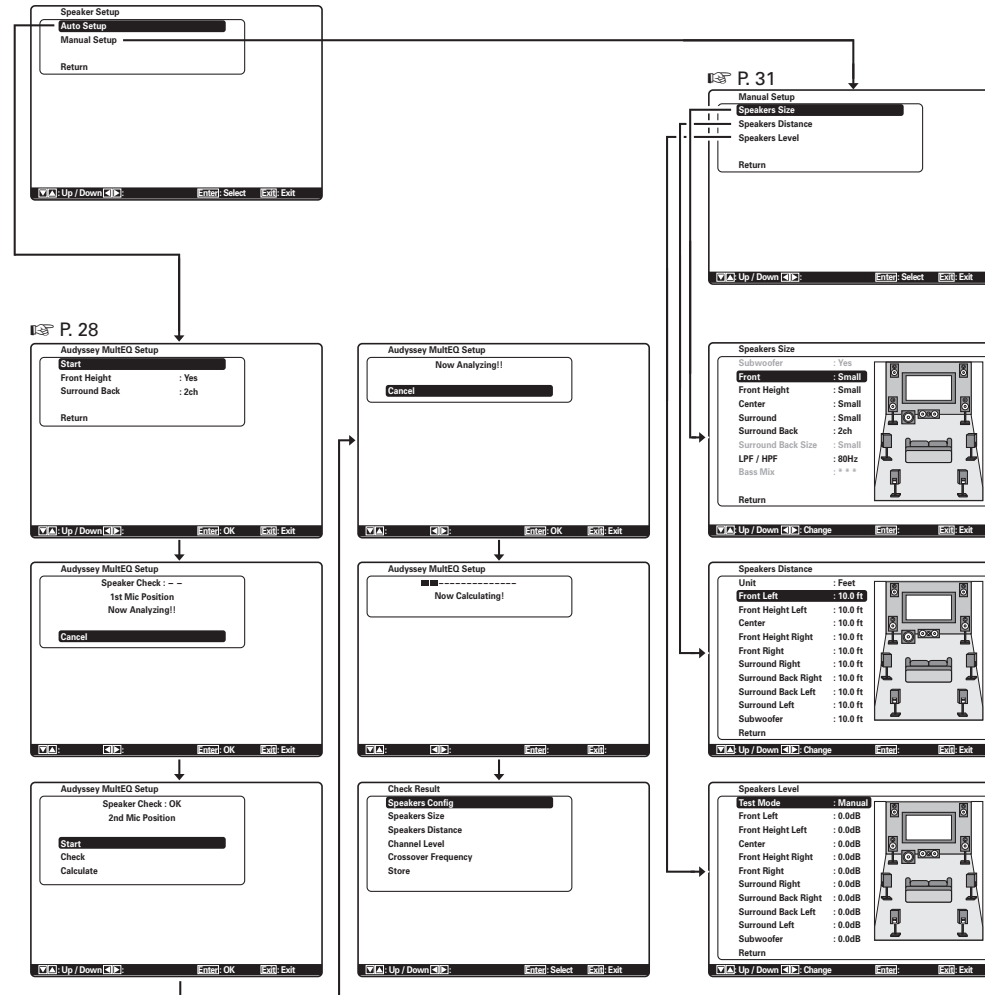 Speaker Setup
Auto Setup
Manual Setup
Return
▼▲: Up / Down ◀▶: Enter: Select Exit: Exit
☞ P. 31
Manual Setup
Speakers Size
Speakers Distance
Speakers Level
Return
▼▲: Up / Down ◀▶: Enter: Select Exit: Exit
☞ P. 28
Audyssey MultEQ Setup
Start
Front Height : Yes
Surround Back : 2ch
Return
▼▲: Up / Down ◀▶: Enter: OK Exit: Exit
Audyssey MultEQ Setup
Speaker Check : – –
1st Mic Position
Now Analyzing!!
Cancel
▼▲: ◀▶: Enter: OK Exit: Exit
Audyssey MultEQ Setup
Speaker Check : OK
2nd Mic Position
Start
Check
Calculate
▼▲: Up / Down ◀▶: Enter: OK Exit: Exit
Audyssey MultEQ Setup
Now Analyzing!!
Cancel
▼▲: ◀▶: Enter: OK Exit: Exit
Audyssey MultEQ Setup
Now Calculating!
▼▲: ◀▶: Enter: Exit:
Check Result
Speakers Config
Speakers Size
Speakers Distance
Channel Level
Crossover Frequency
Store
▼▲: Up / Down ◀▶: Enter: Select Exit: Exit
Speakers Size
Subwoofer : Yes
Front : Small
Front Height : Small
Center : Small
Surround : Small
Surround Back : 2ch
Surround Back Size : Small
LPF / HPF : 80Hz
Bass Mix : * * *
Return
▼▲: Up / Down ◀▶: Change Enter: Exit: Exit
Speakers Distance
Unit : Feet
Front Left : 10.0 ft
Front Height Left : 10.0 ft
Center : 10.0 ft
Front Height Right : 10.0 ft
Front Right : 10.0 ft
Surround Right : 10.0 ft
Surround Back Right : 10.0 ft
Surround Back Left : 10.0 ft
Surround Left : 10.0 ft
Subwoofer : 10.0 ft
Return
▼▲: Up / Down ◀▶: Change Enter: Exit: Exit
Speakers Level
Test Mode : Manual
Front Left : 0.0dB
Front Height Left : 0.0dB
Center : 0.0dB
Front Height Right : 0.0dB
Front Right : 0.0dB
Surround Right : 0.0dB
Surround Back Right : 0.0dB
Surround Back Left : 0.0dB
Surround Left : 0.0dB
Subwoofer : 0.0dB
Return
▼▲: Up / Down ◀▶: Change Enter: Exit: Exit